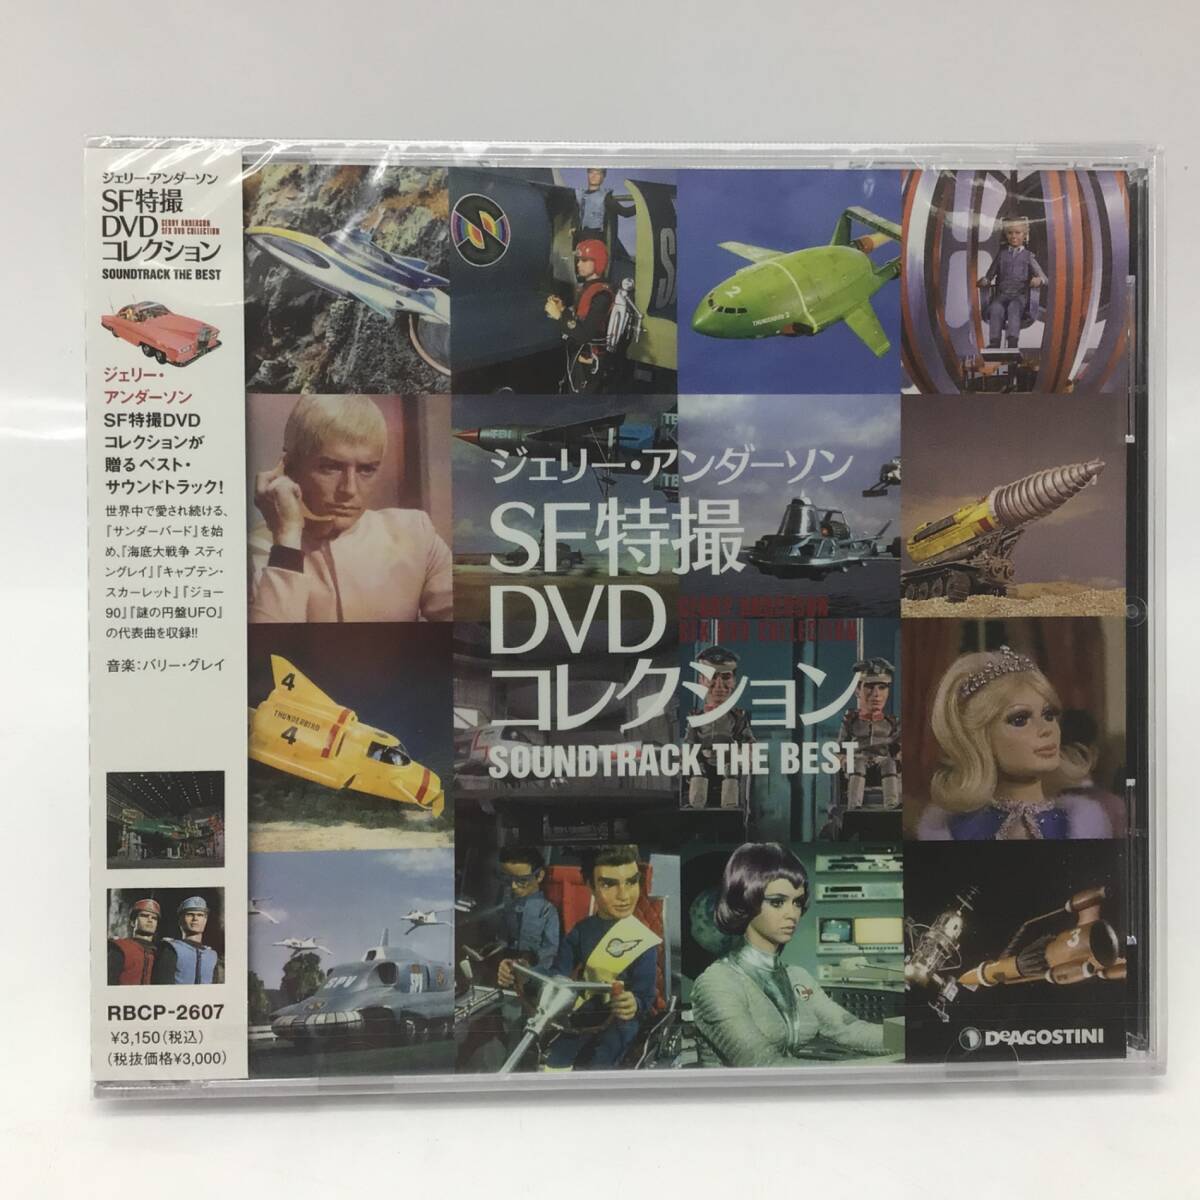 ジェリー・アンダーソン
SF特撮
DVD
GERRY ANDERSON
SFX DVD COLLECTION
コレクション
SOUNDTRACK THE BEST
ジェリー・
アンダーソン
SF特撮DVD
コレクションが
贈るベスト・
サウンドトラック!
世界中で愛され続ける、
『サンダーバード』を始
め、『海底大戦争 スティ
ングレイ』『キャプテン・
スカーレット』『ジョー
90』『謎の円盤UFO』
の代表曲を収録!!
音楽:バリー・グレイ
RBCP-2607
¥3,150(税込)
(税抜価格¥3,000)
S
2
THUNDERBIRD 2
ジェリー・アンダーソン
SF特撮
DVD
GERRY ANDERSON
SFX DVD COLLECTION
コレクション
SOUNDTRACK THE BEST
4
THUNDERBIRD
4
SPV
3
DeAGOSTINI